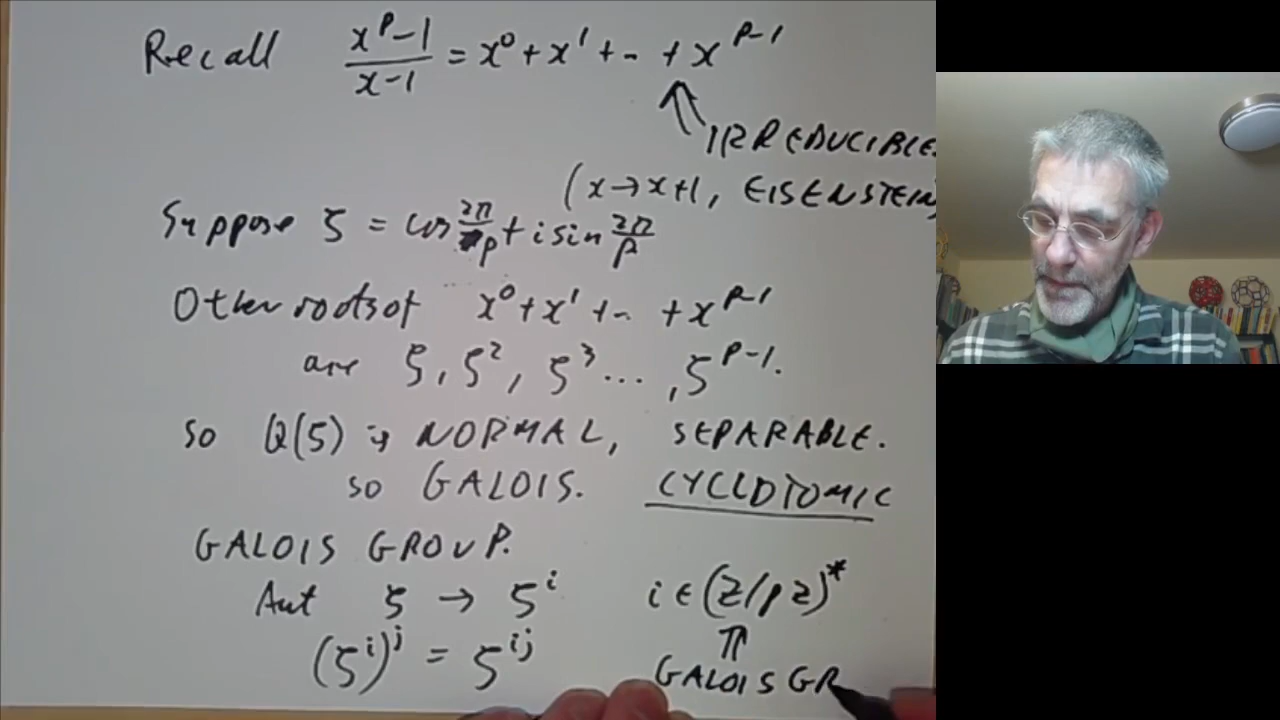 Recall (x^p - 1)/(x - 1) = x^0 + x^1 + .. + x^{p-1}
⇑ IRREDUCIBLE.
(x → x+1, EISENSTEIN)
Suppose ζ = cos 2π/p + i sin 2π/p
Other roots of x^0 + x^1 + .. + x^{p-1}
are ζ, ζ^2, ζ^3 ..., ζ^{p-1}.
So Q(ζ) is NORMAL, SEPARABLE.
so GALOIS. CYCLOTOMIC
GALOIS GROUP.
Aut ζ → ζ^i i ∈ (Z/pZ)^*
(ζ^i)^j = ζ^{ij} ⇑
GALOIS GR